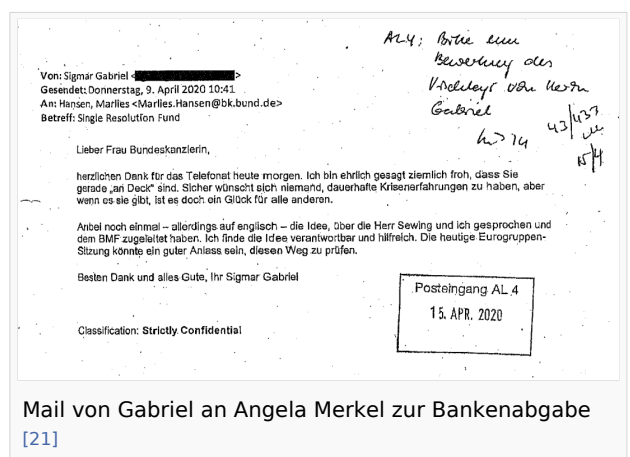 AL4: Bitte um
Bewertung des
Vorschlags von Herrn
Gabriel
43/433
15/4
Von: Sigmar Gabriel < >
Gesendet: Donnerstag, 9. April 2020 10:41
An: Hansen, Marlies <Marlies.Hansen@bk.bund.de>
Betreff: Single Resolution Fund
Lieber Frau Bundeskanzlerin,
herzlichen Dank für das Telefonat heute morgen. Ich bin ehrlich gesagt ziemlich froh, dass Sie
gerade „an Deck“ sind. Sicher wünscht sich niemand, dauerhafte Krisenerfahrungen zu haben, aber
wenn es sie gibt, ist es doch ein Glück für alle anderen.
Anbei noch einmal – allerdings auf englisch – die Idee, über die Herr Sewing und ich gesprochen und
dem BMF zugeleitet haben. Ich finde die Idee verantwortbar und hilfreich. Die heutige Eurogruppen-
Sitzung könnte ein guter Anlass sein, diesen Weg zu prüfen.
Besten Dank und alles Gute, Ihr Sigmar Gabriel
Posteingang AL 4
15. APR. 2020
Classification: Strictly Confidential
Mail von Gabriel an Angela Merkel zur Bankenabgabe
[21]